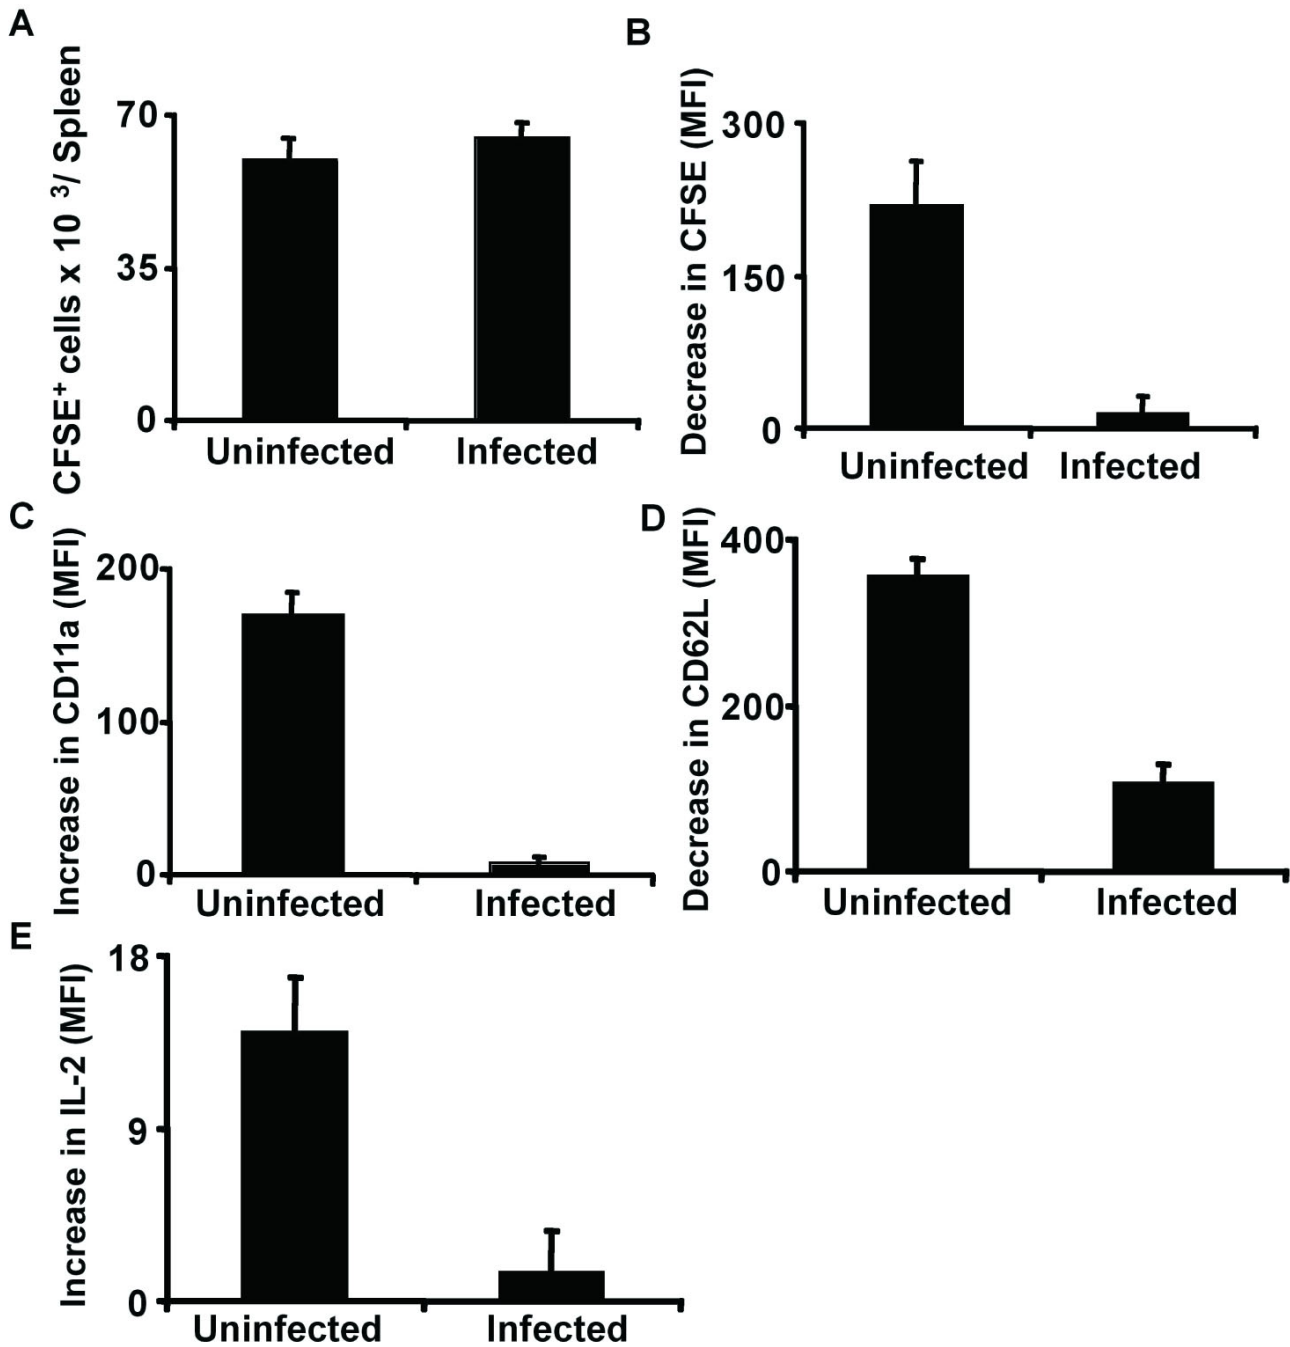 A
CFSE+ cells x 10 3/ Spleen
70
35
0
Uninfected Infected
B
Decrease in CFSE (MFI)
300
150
0
Uninfected Infected
C
Increase in CD11a (MFI)
200
100
0
Uninfected Infected
D
Decrease in CD62L (MFI)
400
200
0
Uninfected Infected
E
Increase in IL-2 (MFI)
18
9
0
Uninfected Infected